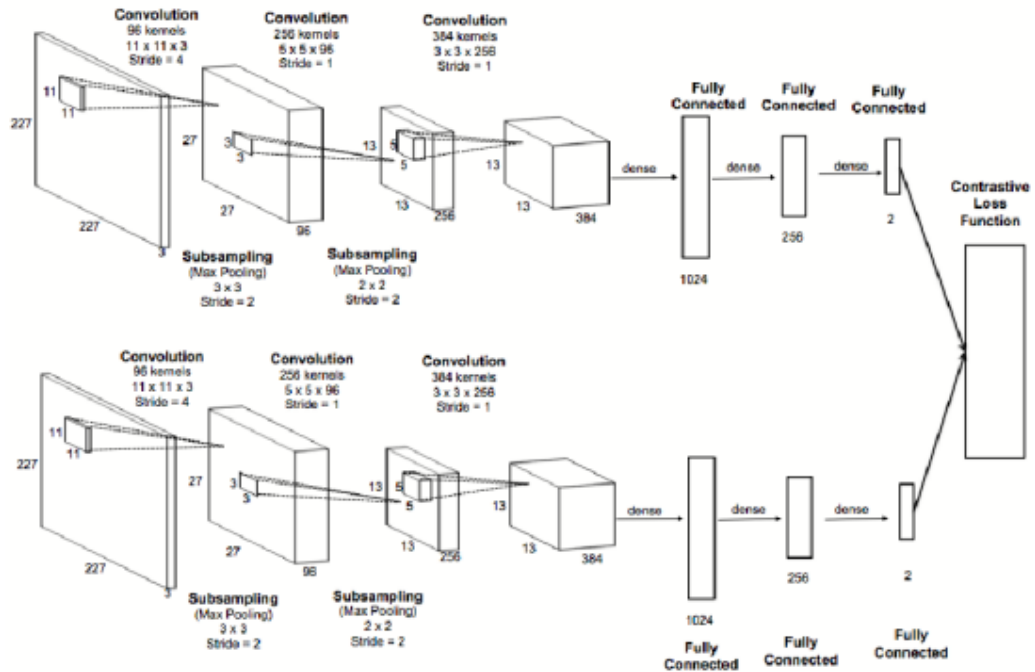 Convolution
96 kernels
11 x 11 x 3
Stride = 4
Convolution
256 kernels
5 x 5 x 96
Stride = 1
Convolution
384 kernels
3 x 3 x 256
Stride = 1
Fully
Connected
Fully
Connected
Fully
Connected
11
11
227
227
3
27
3
3
27
96
13
5
5
13
256
13
13
384
dense
dense
dense
1024
256
2
Contrastive
Loss
Function
Subsampling
(Max Pooling)
3 x 3
Stride = 2
Subsampling
(Max Pooling)
2 x 2
Stride = 2
Convolution
96 kernels
11 x 11 x 3
Stride = 4
Convolution
256 kernels
5 x 5 x 96
Stride = 1
Convolution
384 kernels
3 x 3 x 256
Stride = 1
11
11
227
227
3
27
3
3
27
96
13
5
5
13
256
13
13
384
dense
dense
dense
1024
256
2
Subsampling
(Max Pooling)
3 x 3
Stride = 2
Subsampling
(Max Pooling)
2 x 2
Stride = 2
Fully
Connected
Fully
Connected
Fully
Connected